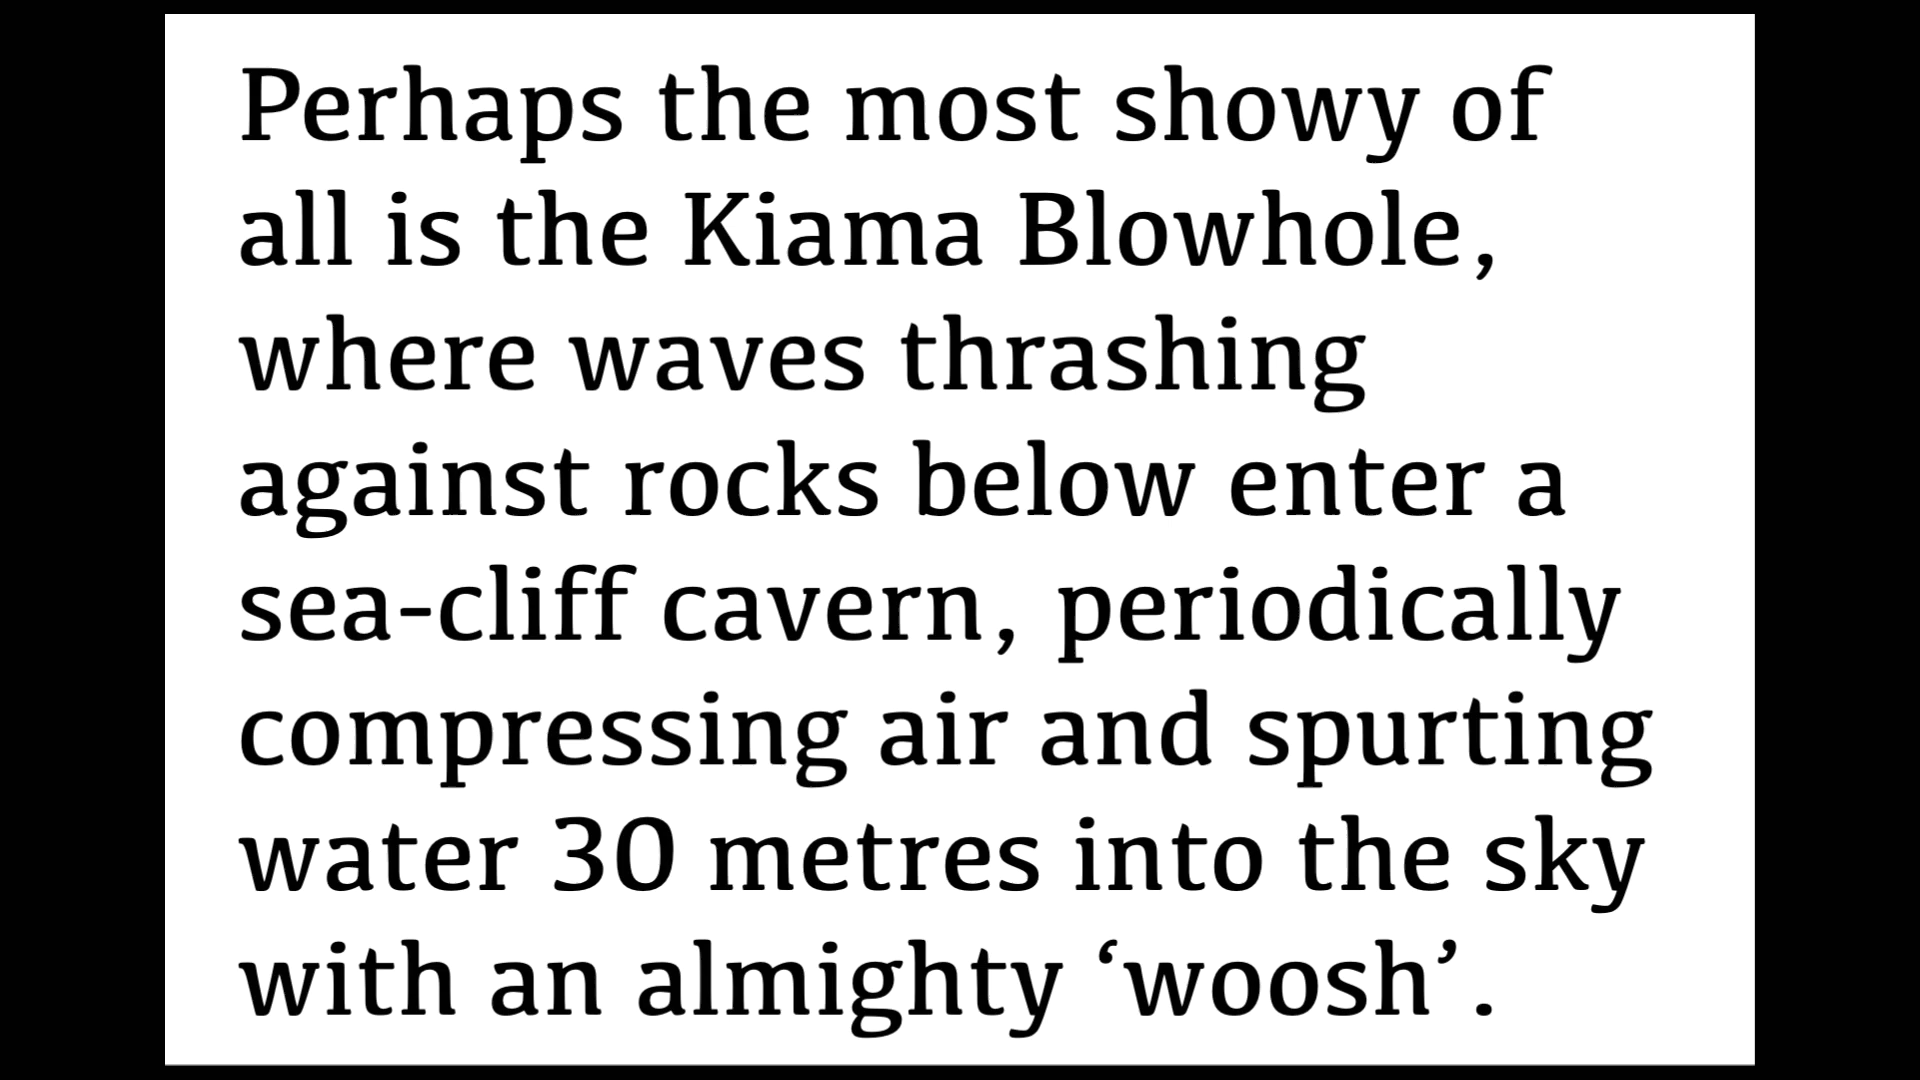 Perhaps the most showy of
all is the Kiama Blowhole,
where waves thrashing
against rocks below enter a
sea-cliff cavern, periodically
compressing air and spurting
water 30 metres into the sky
with an almighty ‘woosh’.